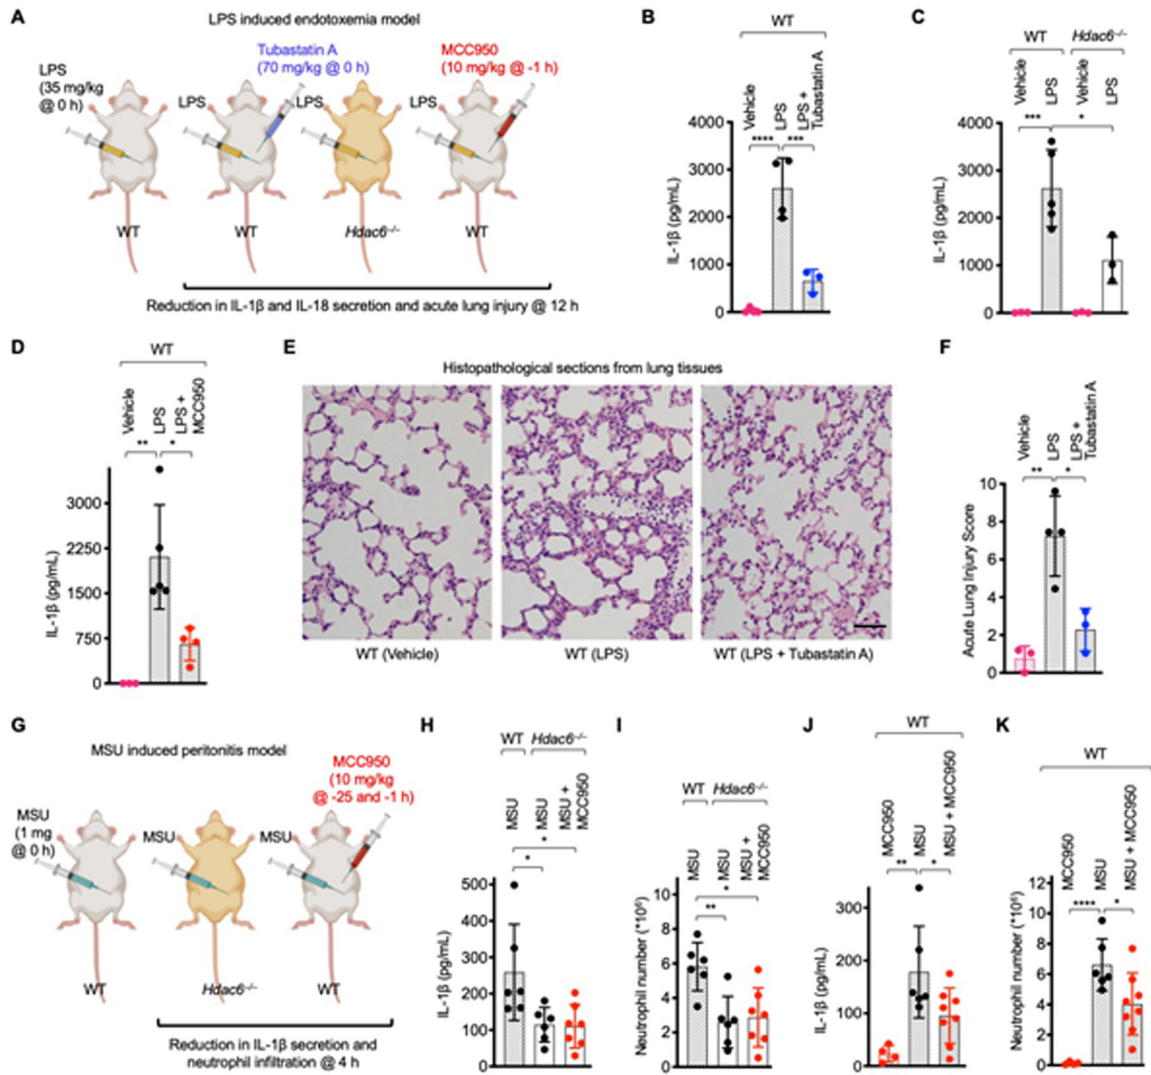 A
LPS induced endotoxemia model
LPS
(35 mg/kg
@ 0 h)
Tubastatin A
(70 mg/kg @ 0 h)
MCC950
(10 mg/kg @ -1 h)
LPS
LPS
LPS
WT
WT
Hdac6⁻/⁻
WT
Reduction in IL-1β and IL-18 secretion and acute lung injury @ 12 h
B
WT
Vehicle
LPS
LPS +
Tubastatin A
**** ***
IL-1β (pg/mL)
4000
3000
2000
1000
0
C
WT Hdac6⁻/⁻
Vehicle
LPS
Vehicle
LPS
*** *
IL-1β (pg/mL)
4000
3000
2000
1000
0
D
WT
Vehicle
LPS
LPS +
MCC950
** *
IL-1β (pg/mL)
3000
2250
1500
750
0
E
Histopathological sections from lung tissues
WT (Vehicle)
WT (LPS)
WT (LPS + Tubastatin A)
F
Vehicle
LPS
LPS +
Tubastatin A
** *
Acute Lung Injury Score
10
8
6
4
2
0
G
MSU induced peritonitis model
MSU
(1 mg
@ 0 h)
MCC950
(10 mg/kg
@ -25 and -1 h)
MSU
MSU
WT
Hdac6⁻/⁻
WT
Reduction in IL-1β secretion and
neutrophil infiltration @ 4 h
H
WT Hdac6⁻/⁻
MSU
MSU
MSU +
MCC950
*
*
IL-1β (pg/mL)
500
400
300
200
100
0
I
WT Hdac6⁻/⁻
MSU
MSU
MSU +
MCC950
*
**
Neutrophil number (*10⁶)
10
8
6
4
2
0
J
WT
MCC950
MSU
MSU + MCC950
** *
IL-1β (pg/mL)
300
200
100
0
K
WT
MCC950
MSU
MSU + MCC950
**** *
Neutrophil number (*10⁶)
12
10
8
6
4
2
0